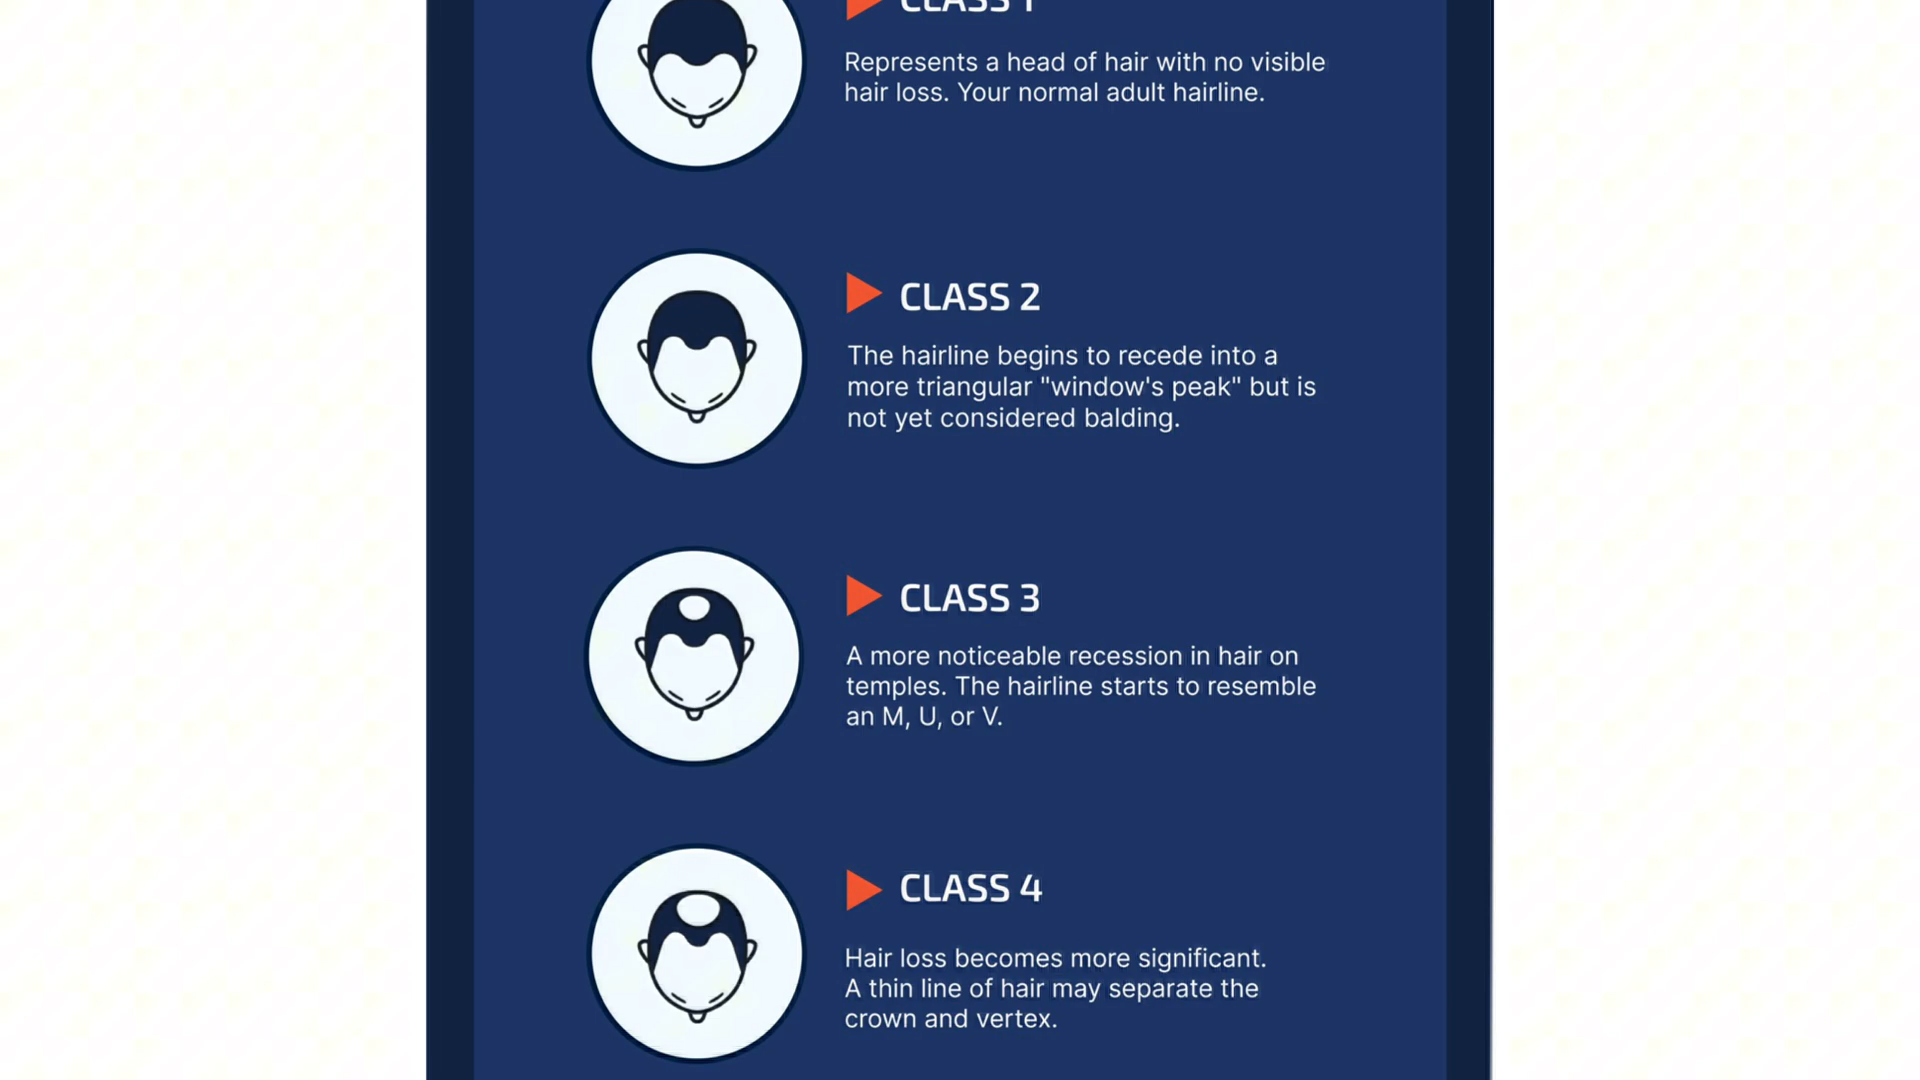 CLASS 1
Represents a head of hair with no visible
hair loss. Your normal adult hairline.
CLASS 2
The hairline begins to recede into a
more triangular "window's peak" but is
not yet considered balding.
CLASS 3
A more noticeable recession in hair on
temples. The hairline starts to resemble
an M, U, or V.
CLASS 4
Hair loss becomes more significant.
A thin line of hair may separate the
crown and vertex.